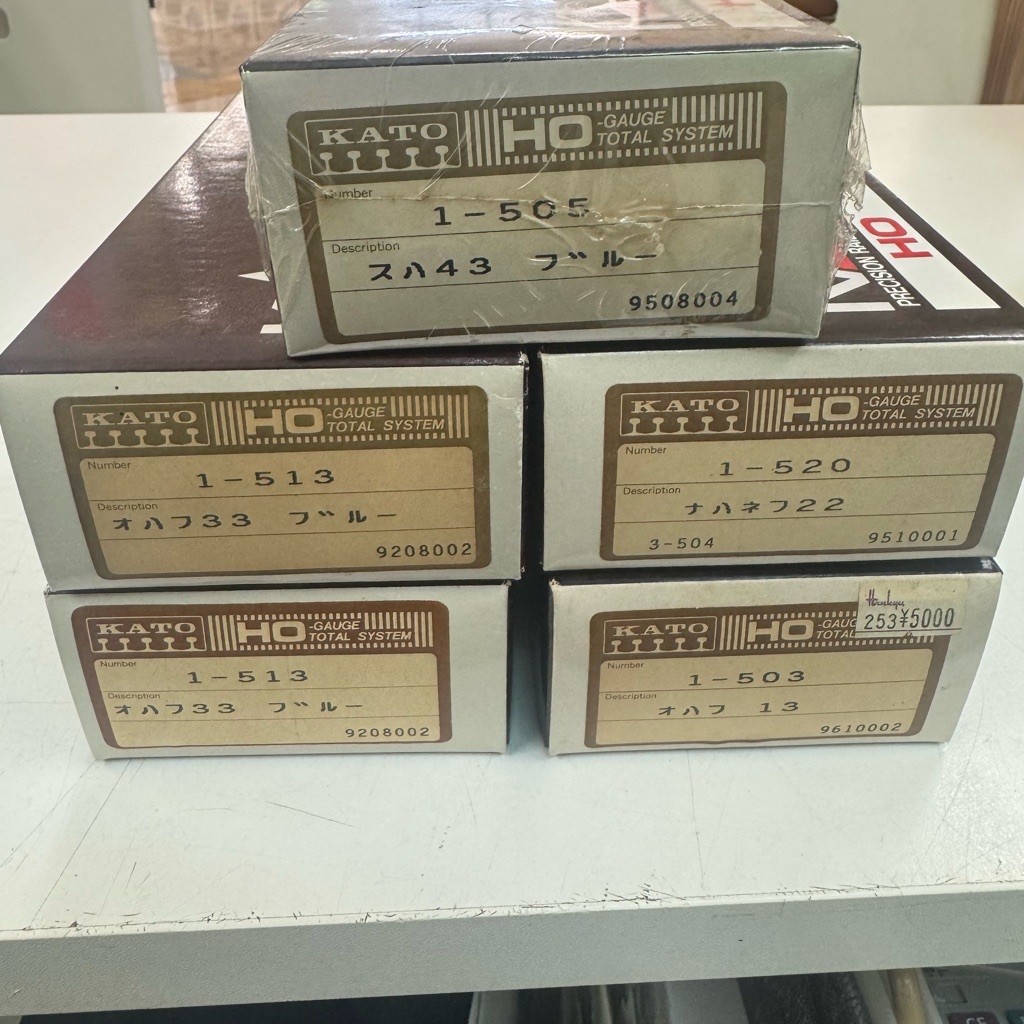 KATO HO -GAUGE TOTAL SYSTEM
Number
1-505
Description
スハ43 ブルー
9508004
PRECISION
HO
KATO HO -GAUGE TOTAL SYSTEM
Number
1-513
Description
オハフ33 ブルー
9208002
KATO HO -GAUGE TOTAL SYSTEM
Number
1-520
Description
ナハネフ22
3-504 9510001
KATO HO -GAUGE TOTAL SYSTEM
Number
1-513
Description
オハフ33 ブルー
9208002
KATO HO -GAUGE TOTAL
Hankyu
253¥5000
Number
1-503
Description
オハフ 13
9610002